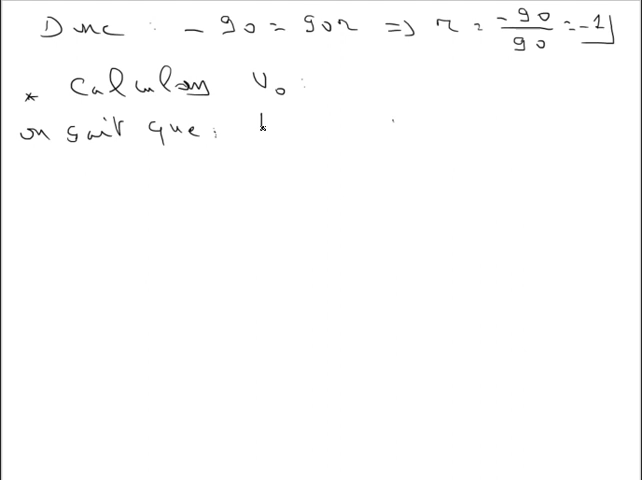 Donc : - 90 = 90r => r = -90/90 = -1
* Calculons V₀ :
on sait que :